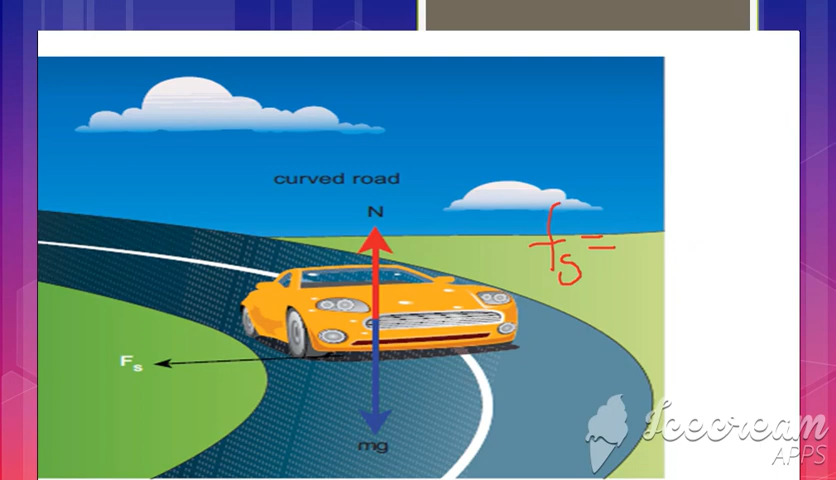 curved road
N
fs =
Fs
mg
Icecream
APPS